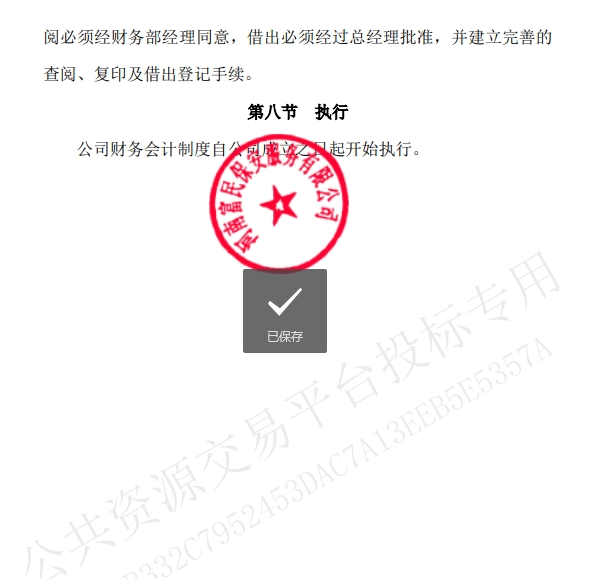 阅必须经财务部经理同意，借出必须经过总经理批准，并建立完善的
查阅、复印及借出登记手续。
第八节 执行
公司财务会计制度自公司成立之日起开始执行。
河南富民保安服务有限公司
已保存
公共资源交易平台投标专用
B332C7952453DAC7A13EEB5E5357A